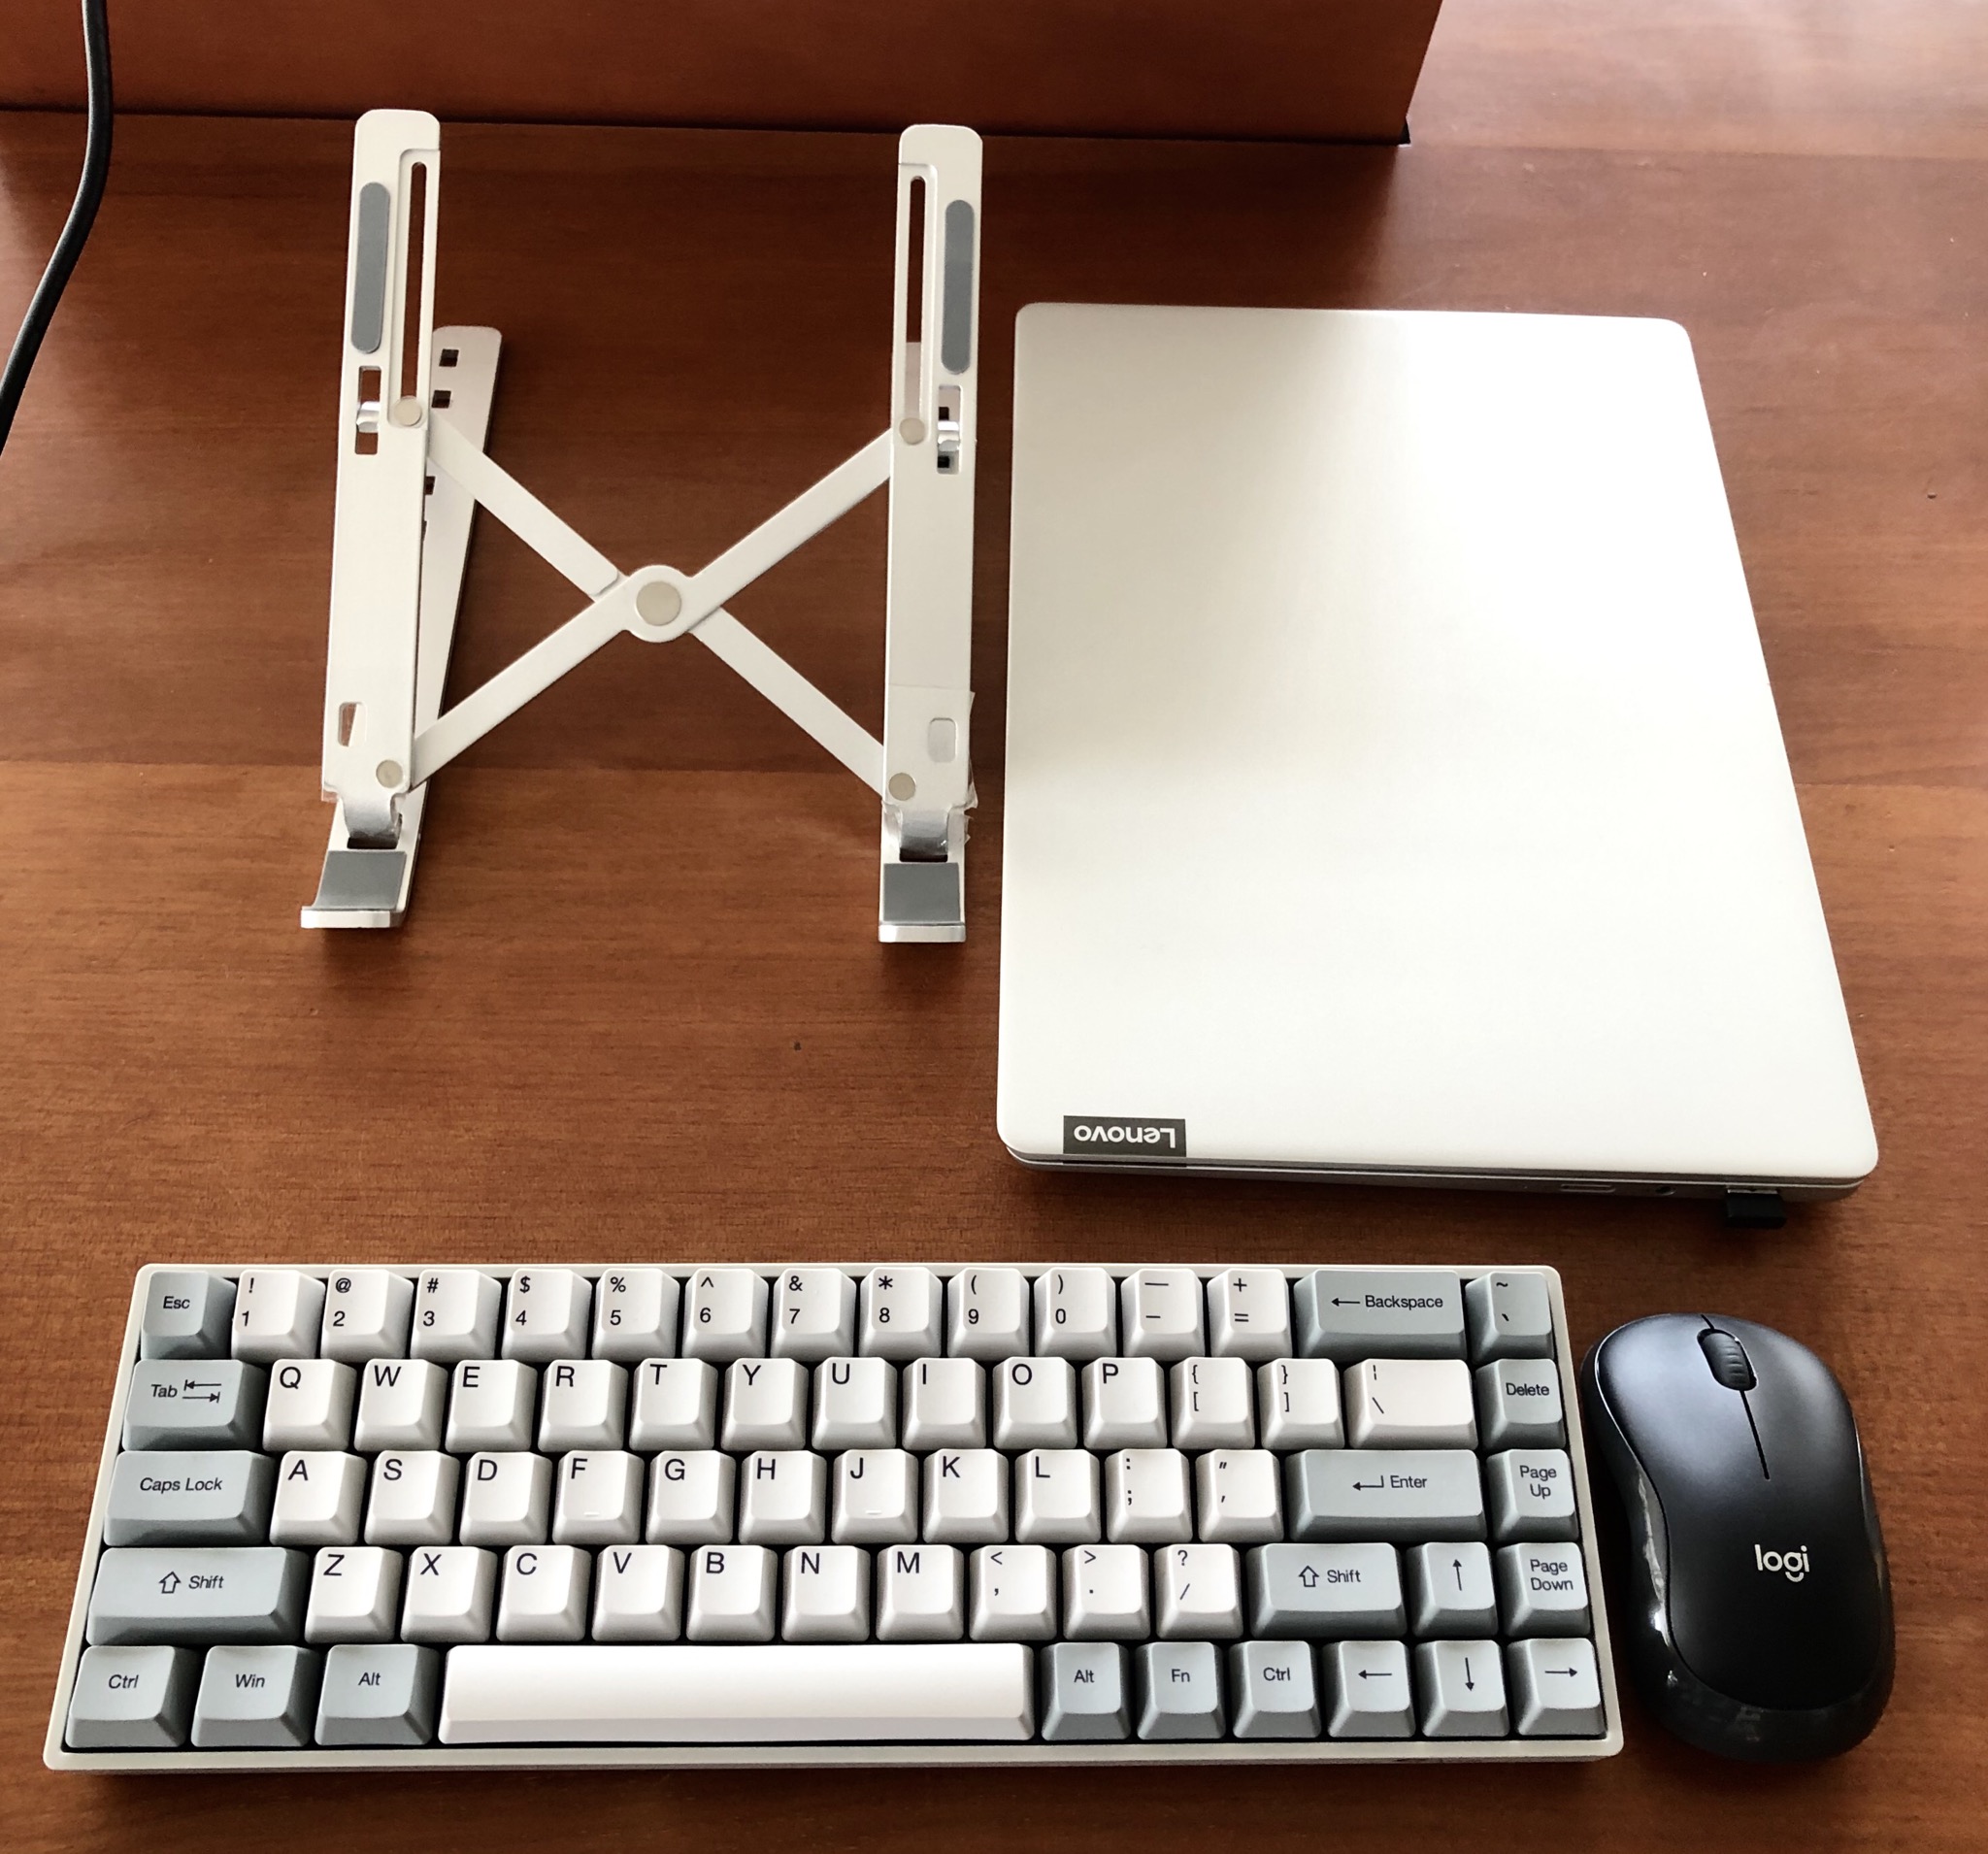 Lenovo
Esc ! 1 @ 2 # 3 $ 4 % 5 ^ 6 & 7 * 8 ( 9 ) 0 — – + = ← Backspace ~ `
Tab Q W E R T Y U I O P { [ } ] ¦ \ Delete
Caps Lock A S D F G H J K L : ; " ' ↵ Enter Page Up
⇧ Shift Z X C V B N M < , > . ? / ⇧ Shift ↑ Page Down
Ctrl Win Alt Alt Fn Ctrl ← ↓ →
logi